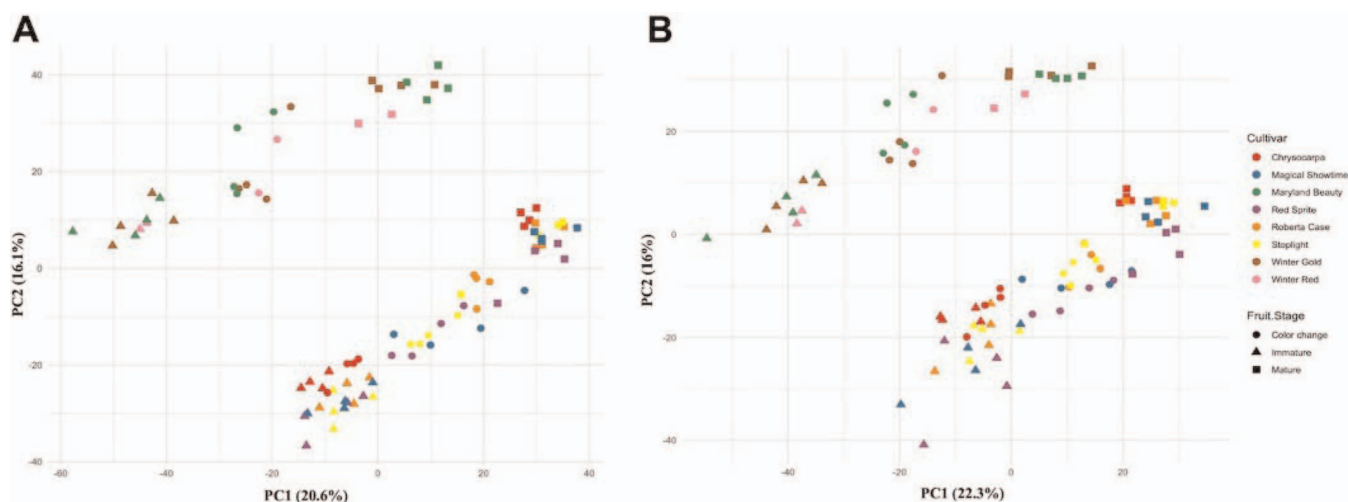 A
B
40
20
0
-20
-40
-60
-40
-20
0
20
40
PC2 (16.1%)
PC1 (20.6%)
20
0
-20
-40
-40
-20
0
20
PC2 (16%)
PC1 (22.3%)
Cultivar
Chrysocarpa
Magical Showtime
Maryland Beauty
Red Sprite
Roberta Case
Stoplight
Winter Gold
Winter Red
Fruit.Stage
Color change
Immature
Mature